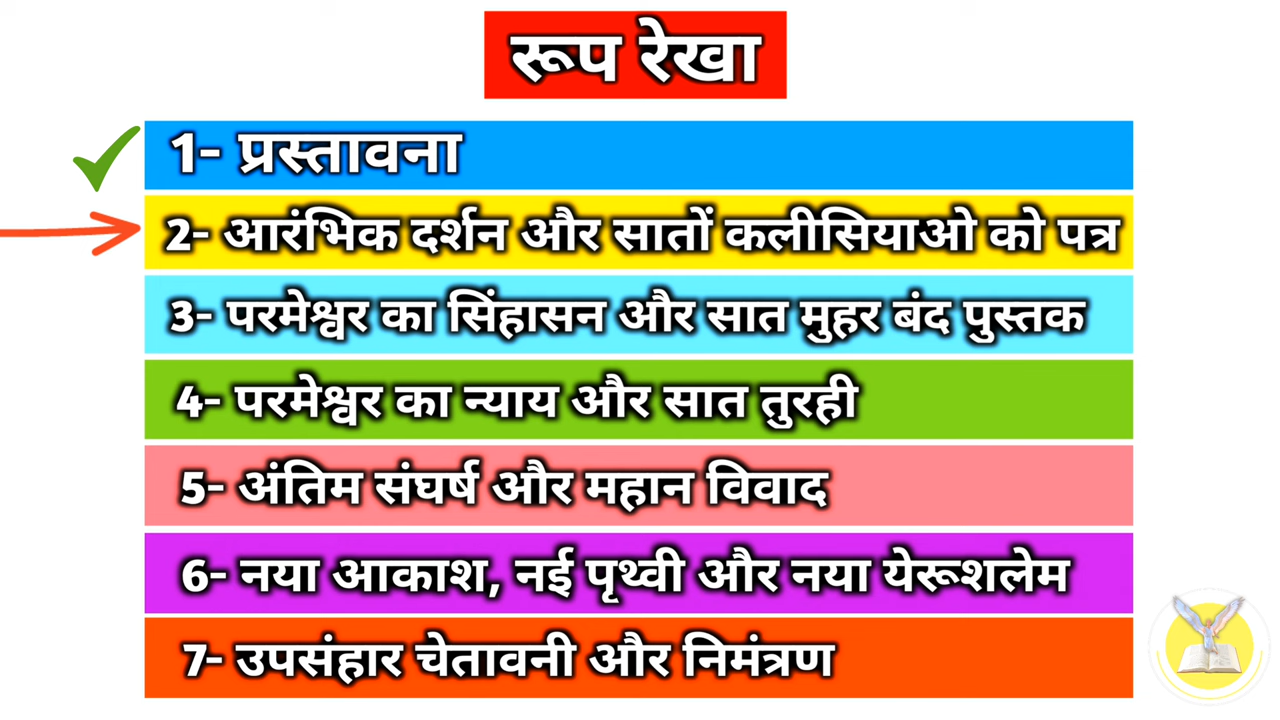 रूप रेखा
1- प्रस्तावना
2- आरंभिक दर्शन और सातों कलीसियाओ को पत्र
3- परमेश्वर का सिंहासन और सात मुहर बंद पुस्तक
4- परमेश्वर का न्याय और सात तुरही
5- अंतिम संघर्ष और महान विवाद
6- नया आकाश, नई पृथ्वी और नया येरूशलेम
7- उपसंहार चेतावनी और निमंत्रण